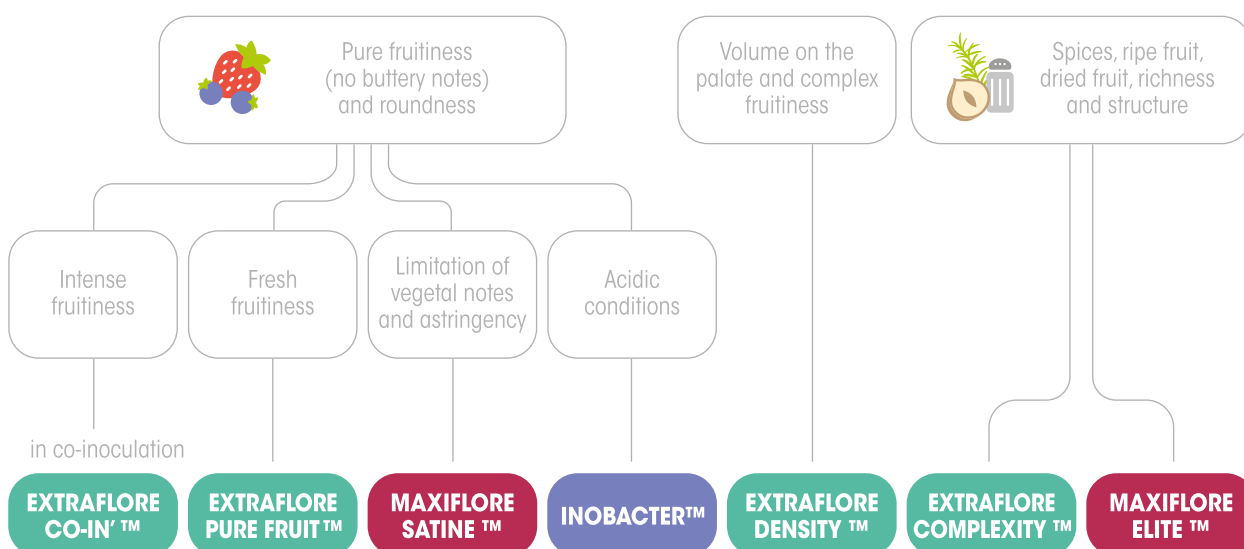 Pure fruitiness
(no buttery notes)
and roundness
Volume on the
palate and complex
fruitiness
Spices, ripe fruit,
dried fruit, richness
and structure
Intense
fruitiness
Fresh
fruitiness
Limitation of
vegetal notes
and astringency
Acidic
conditions
in co-inoculation
EXTRAFLORE
CO-IN’ ™
EXTRAFLORE
PURE FRUIT ™
MAXIFLORE
SATINE ™
INOBACTER™
EXTRAFLORE
DENSITY ™
EXTRAFLORE
COMPLEXITY ™
MAXIFLORE
ELITE ™